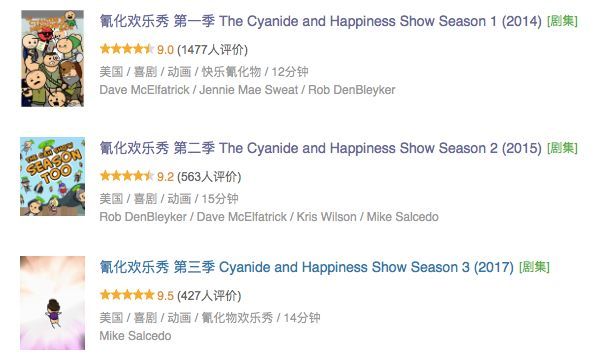 氰化欢乐秀 第一季 The Cyanide and Happiness Show Season 1 (2014) [剧集]
9.0 (1477人评价)
美国 / 喜剧 / 动画 / 快乐氰化物 / 12分钟
Dave McElfatrick / Jennie Mae Sweat / Rob DenBleyker
THE C&H SHOW
SEASON
TOO
氰化欢乐秀 第二季 The Cyanide and Happiness Show Season 2 (2015) [剧集]
9.2 (563人评价)
美国 / 喜剧 / 动画 / 15分钟
Rob DenBleyker / Dave McElfatrick / Kris Wilson / Mike Salcedo
氰化欢乐秀 第三季 Cyanide and Happiness Show Season 3 (2017) [剧集]
9.5 (427人评价)
美国 / 喜剧 / 动画 / 氰化物欢乐秀 / 14分钟
Mike Salcedo